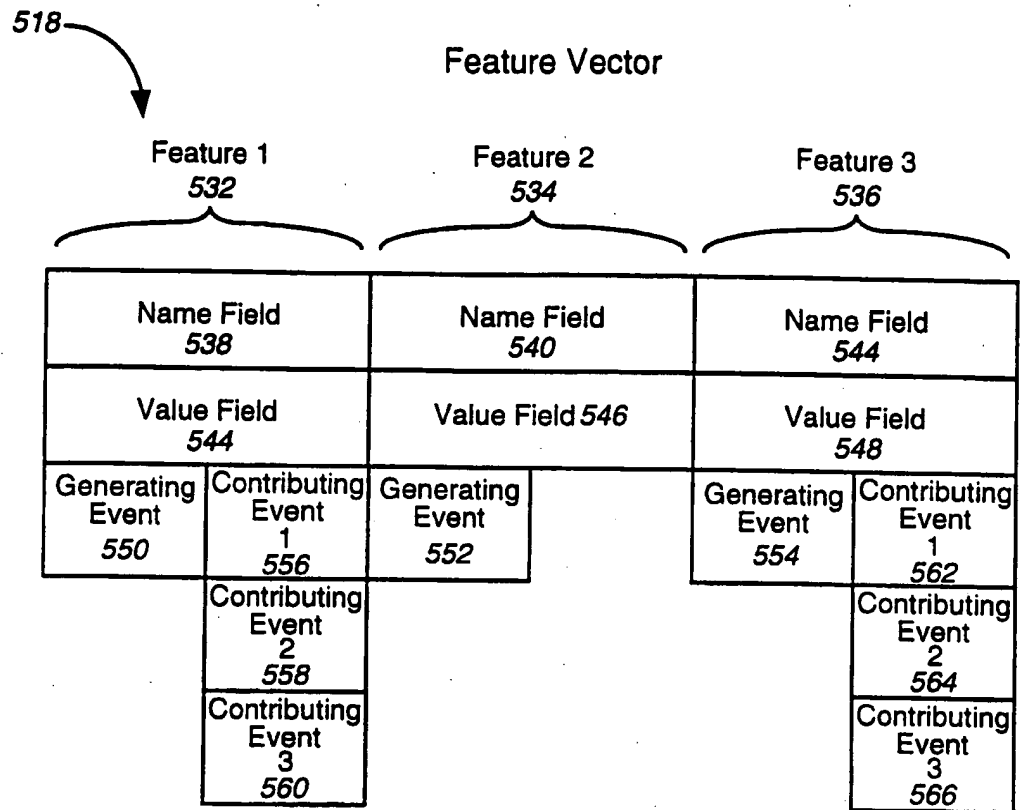 518
Feature Vector
Feature 1
532
Feature 2
534
Feature 3
536
Name Field
538
Name Field
540
Name Field
544
Value Field
544
Value Field 546
Value Field
548
Generating
Event
550
Contributing
Event
1
556
Generating
Event
552
Generating
Event
554
Contributing
Event
1
562
Contributing
Event
2
558
Contributing
Event
2
564
Contributing
Event
3
560
Contributing
Event
3
566